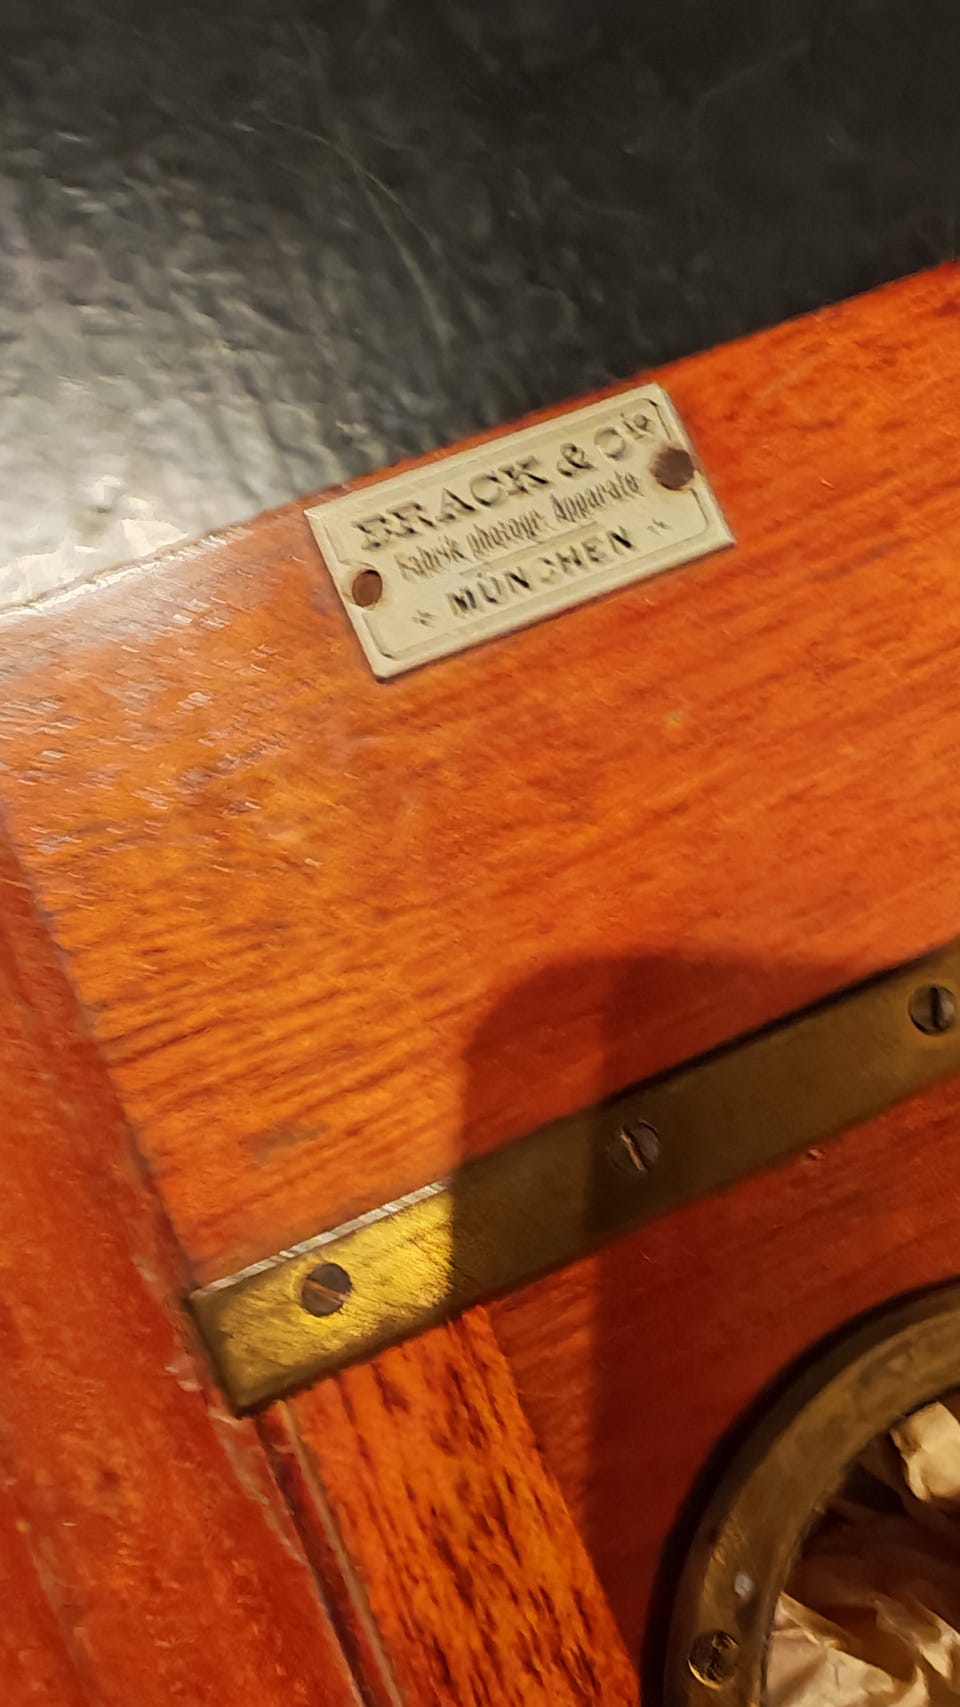 BRACK & Cie
Fabrik photogr. Apparate
MÜNCHEN